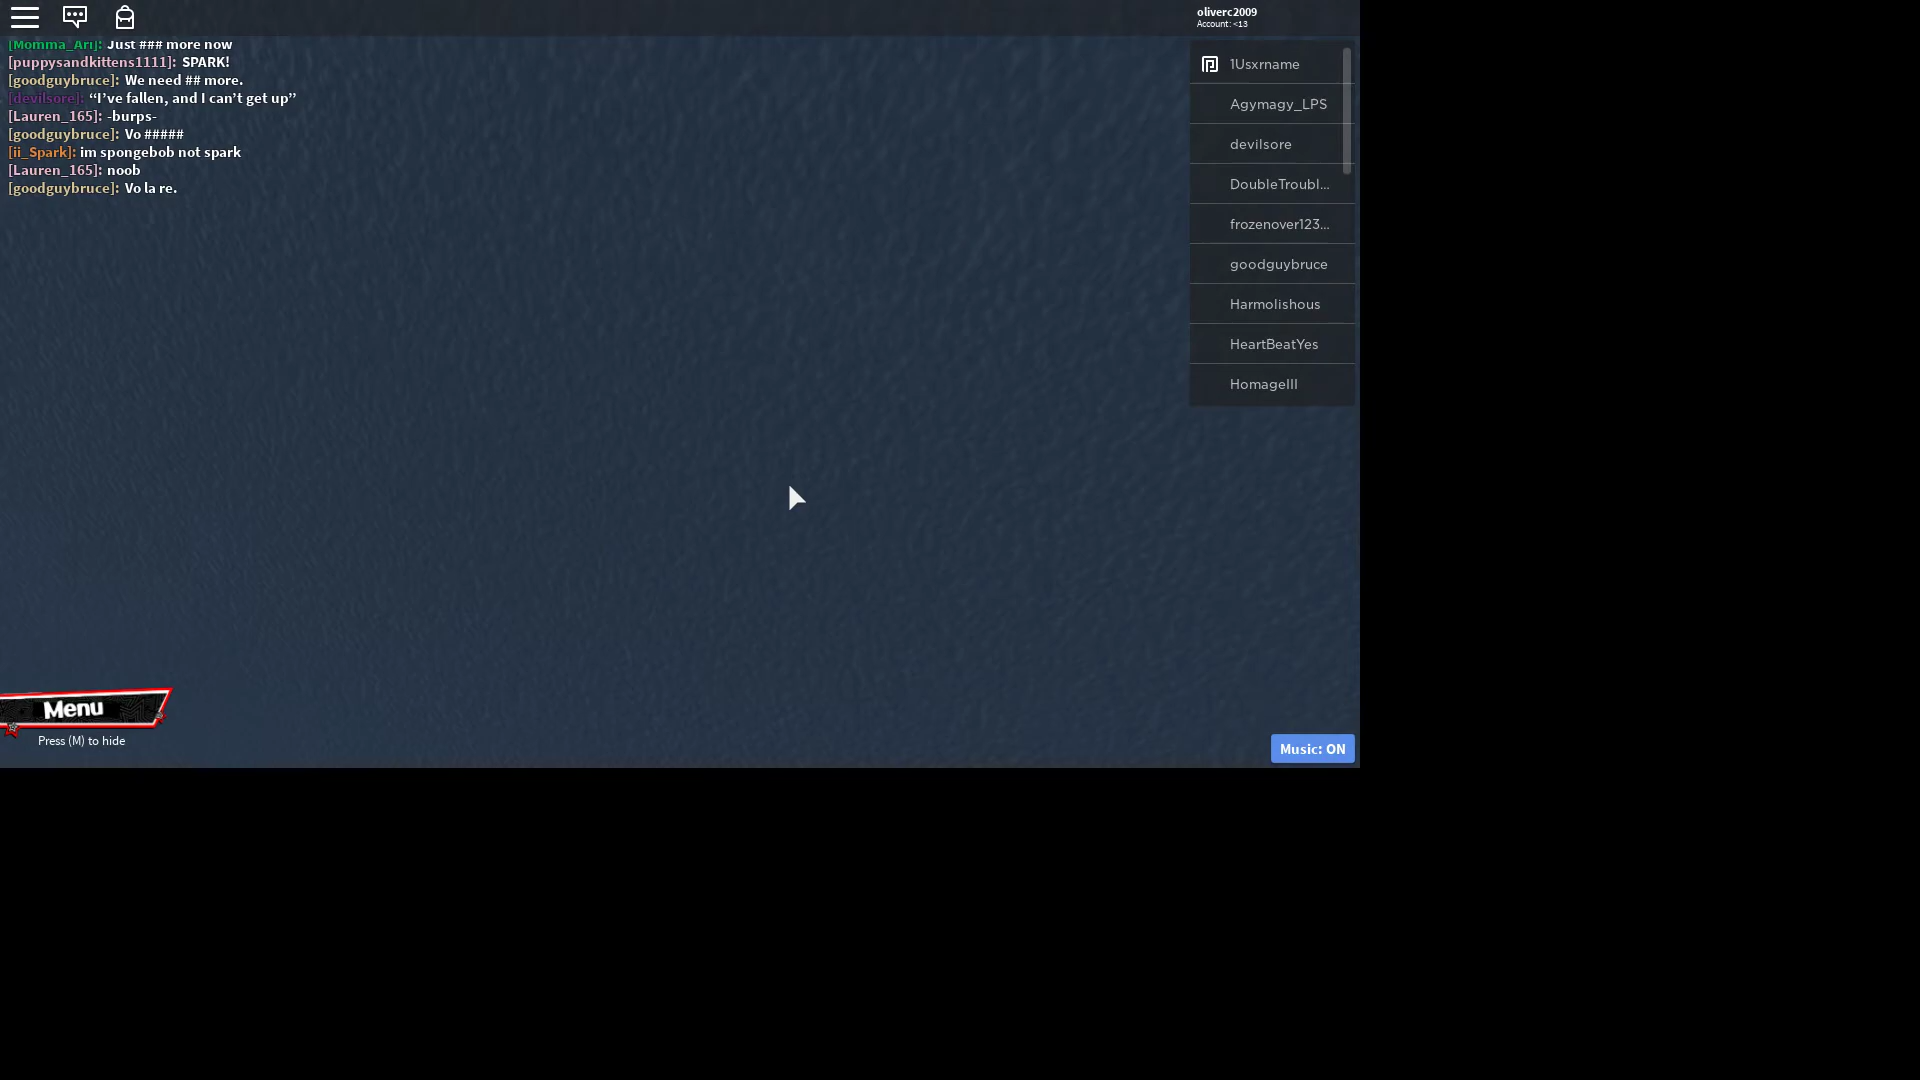 oliverc2009
Account: <13
[Momma_Ari]: Just ### more now
[puppysandkittens1111]: SPARK!
[goodguybruce]: We need ## more.
[devilsore]: “I’ve fallen, and I can’t get up”
[Lauren_165]: -burps-
[goodguybruce]: Vo #####
[ii_Spark]: im spongebob not spark
[Lauren_165]: noob
[goodguybruce]: Vo la re.
1Usxrname
Agymagy_LPS
devilsore
DoubleTroubl...
frozenover123...
goodguybruce
Harmolishous
HeartBeatYes
HomageIII
Menu
Press (M) to hide
Music: ON